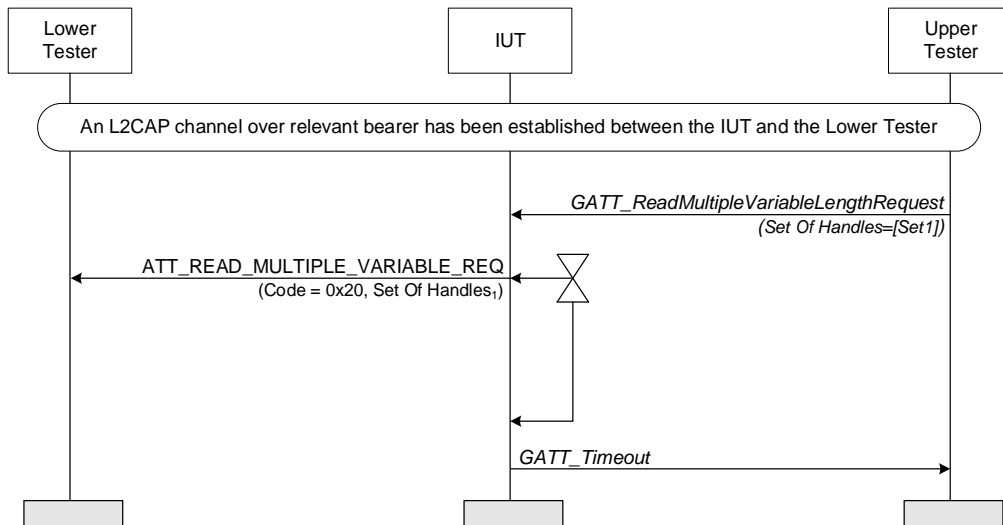 Lower
Tester
IUT
Upper
Tester
An L2CAP channel over relevant bearer has been established between the IUT and the Lower Tester
GATT_ReadMultipleVariableLengthRequest
(Set Of Handles=[Set1])
ATT_READ_MULTIPLE_VARIABLE_REQ
(Code = 0x20, Set Of Handles₁)
GATT_Timeout